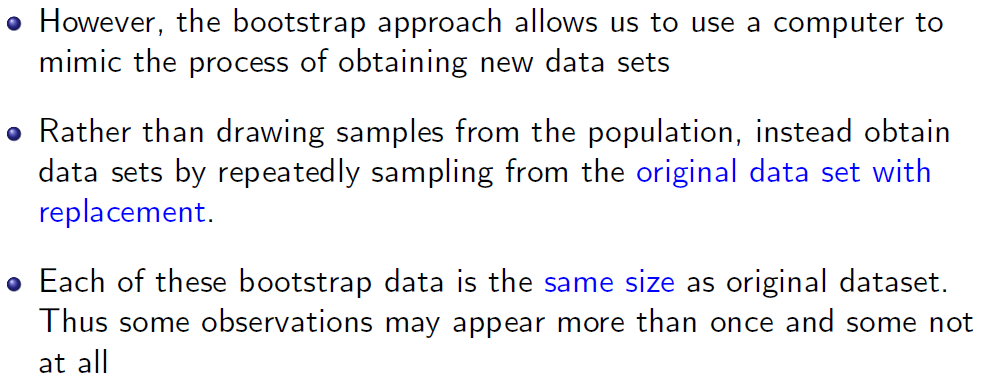 However, the bootstrap approach allows us to use a computer to
mimic the process of obtaining new data sets
Rather than drawing samples from the population, instead obtain
data sets by repeatedly sampling from the original data set with
replacement.
Each of these bootstrap data is the same size as original dataset.
Thus some observations may appear more than once and some not
at all